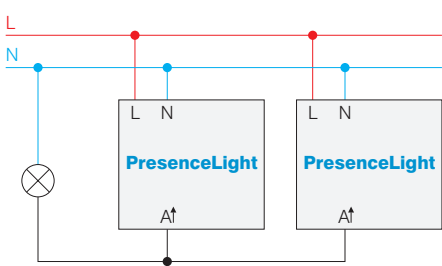 L
N
L N L N
PresenceLight PresenceLight
A A